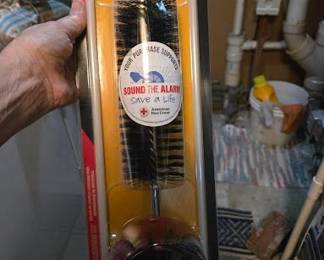 YOUR PURCHASE SUPPORTS
SOUND THE ALARM
Save a Life
American
Red Cross